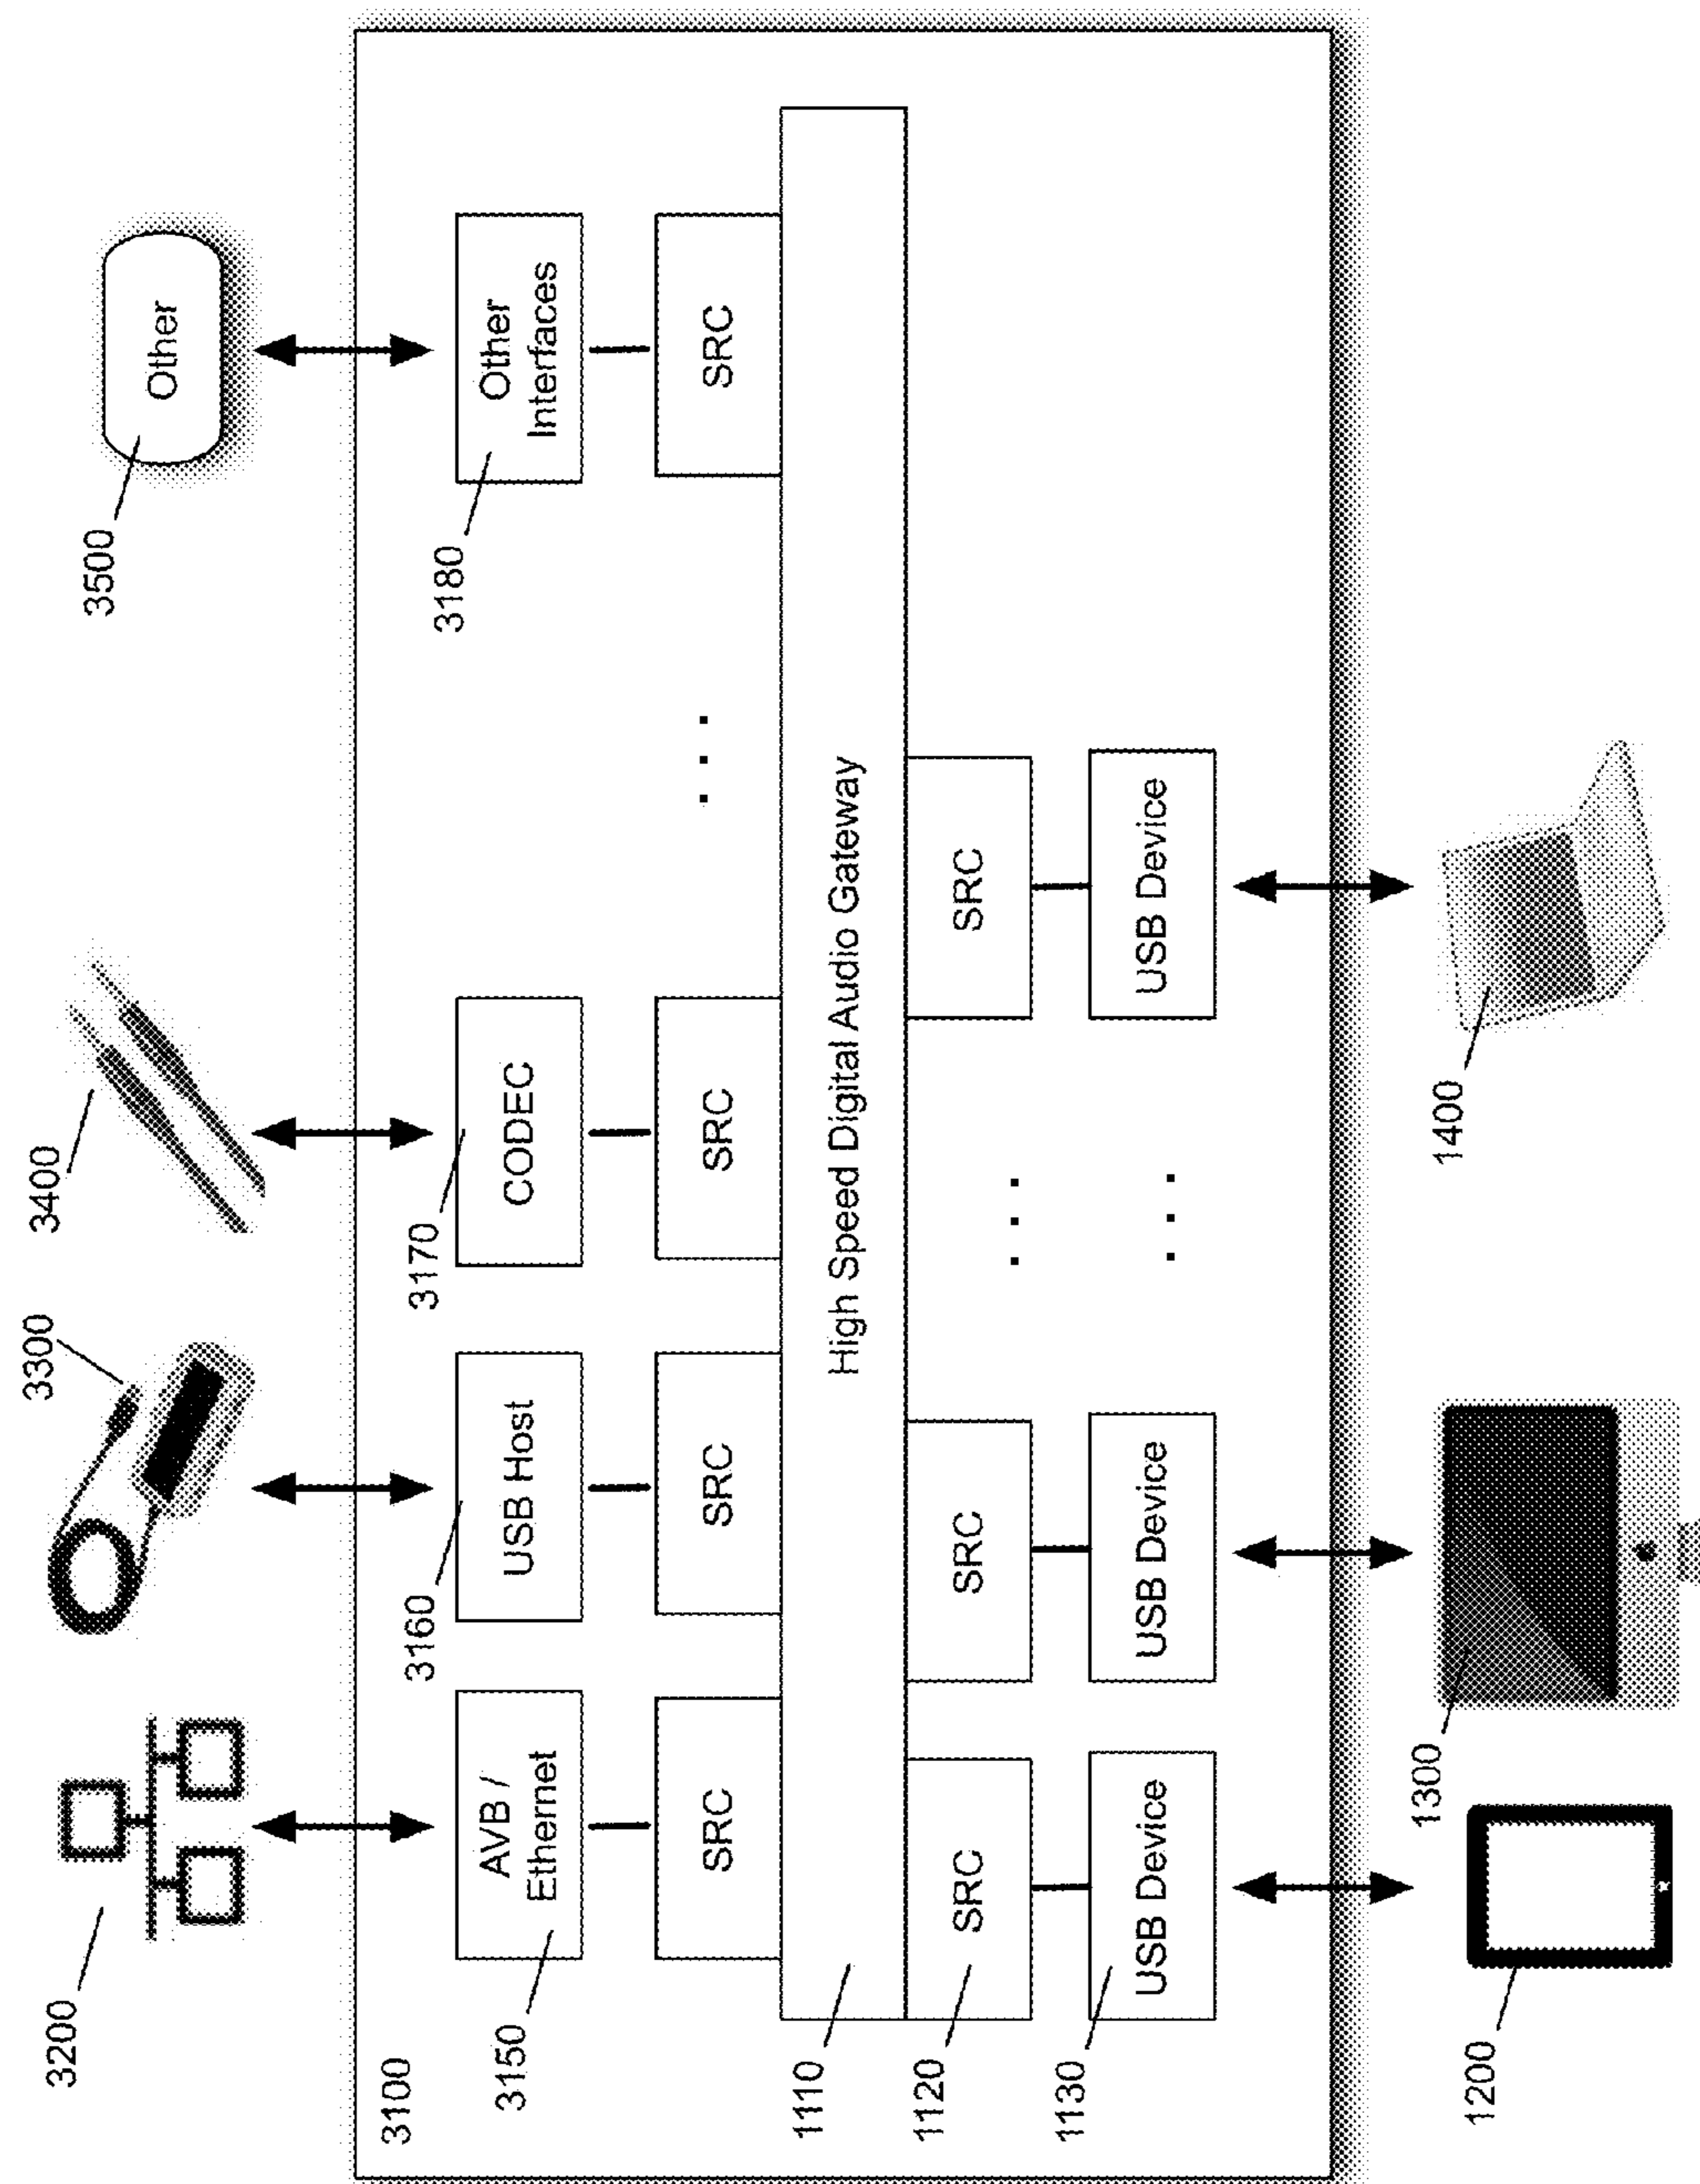 3200
3300
3400
3500
Other
3100
3150
AVB /
Ethernet
3160
USB Host
3170
CODEC
3180
Other
Interfaces
SRC
SRC
SRC
. . .
SRC
1110
High Speed Digital Audio Gateway
1120
SRC
SRC
. . .
SRC
1130
USB Device
USB Device
. . .
USB Device
1200
1300
1400